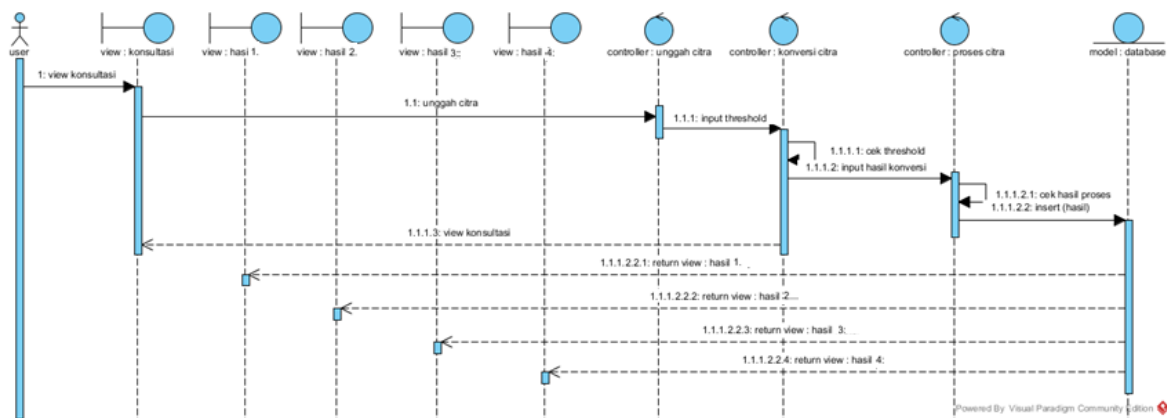 user
view : konsultasi
view : hasi 1.
view : hasi 2.
view : hasi 3:
view : hasi 4:
controller : unggah citra
controller : konversi citra
controller : proses citra
model : database
1: view konsultasi
1.1: unggah citra
1.1.1: input threshold
1.1.1.1: cek threshold
1.1.1.2: input hasil konversi
1.1.1.2.1: cek hasil proses
1.1.1.2.2: insert (hasil)
1.1.1.3: view konsultasi
1.1.1.2.2.1: return view : hasil 1.
1.1.1.2.2.2: return view : hasil 2....
1.1.1.2.2.3: return view : hasil 3:
1.1.1.2.2.4: return view : hasil 4:
Powered By Visual Paradigm Community Edition